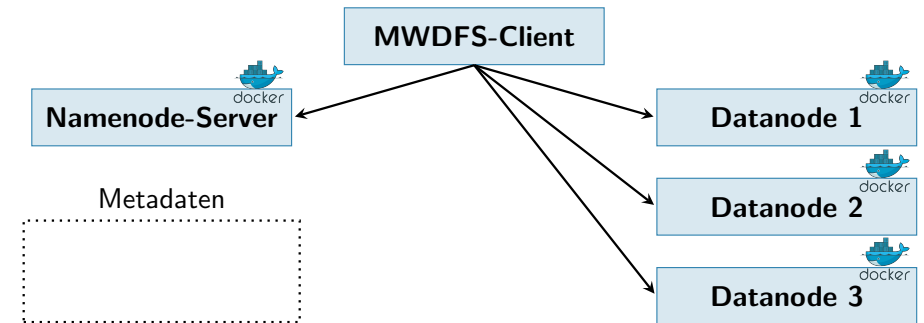 MWDFS-Client
docker
Namenode-Server
docker
Datanode 1
Metadaten
docker
Datanode 2
docker
Datanode 3